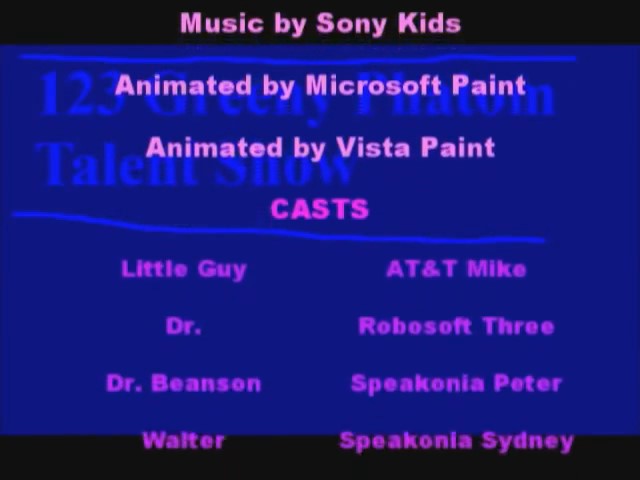 Music by Sony Kids
Animated by Microsoft Paint
123 Greeny Phatom
Animated by Vista Paint
Talent Show
CASTS
Little Guy AT&T Mike
Dr. Robosoft Three
Dr. Beanson Speakonia Peter
Walter Speakonia Sydney